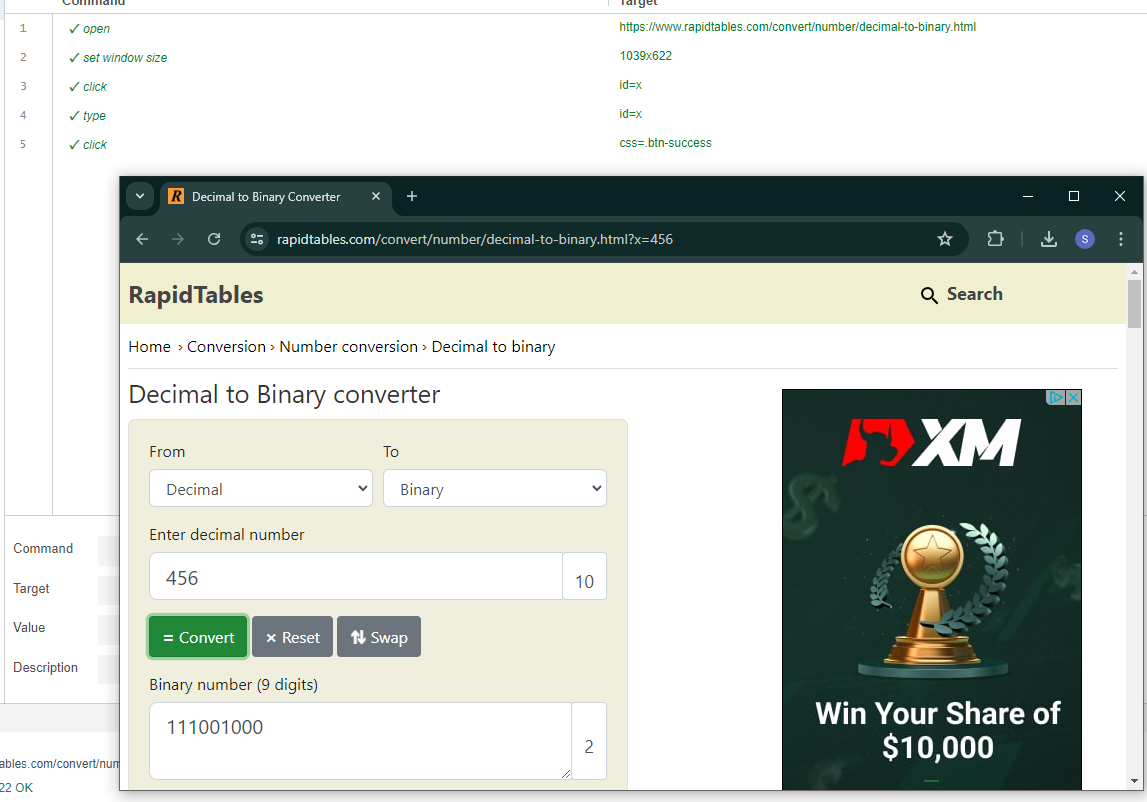 Command Target
1 ✓ open https://www.rapidtables.com/convert/number/decimal-to-binary.html
2 ✓ set window size 1039x622
3 ✓ click id=x
4 ✓ type id=x
5 ✓ click css=.btn-success
R Decimal to Binary Converter
rapidtables.com/convert/number/decimal-to-binary.html?x=456
S
RapidTables
Search
Home › Conversion › Number conversion › Decimal to binary
Decimal to Binary converter
From To
Decimal Binary
Enter decimal number
456 10
= Convert × Reset ⇅ Swap
Binary number (9 digits)
111001000
2
XM
Win Your Share of
$10,000
Command
Target
Value
Description
ables.com/convert/num
22 OK